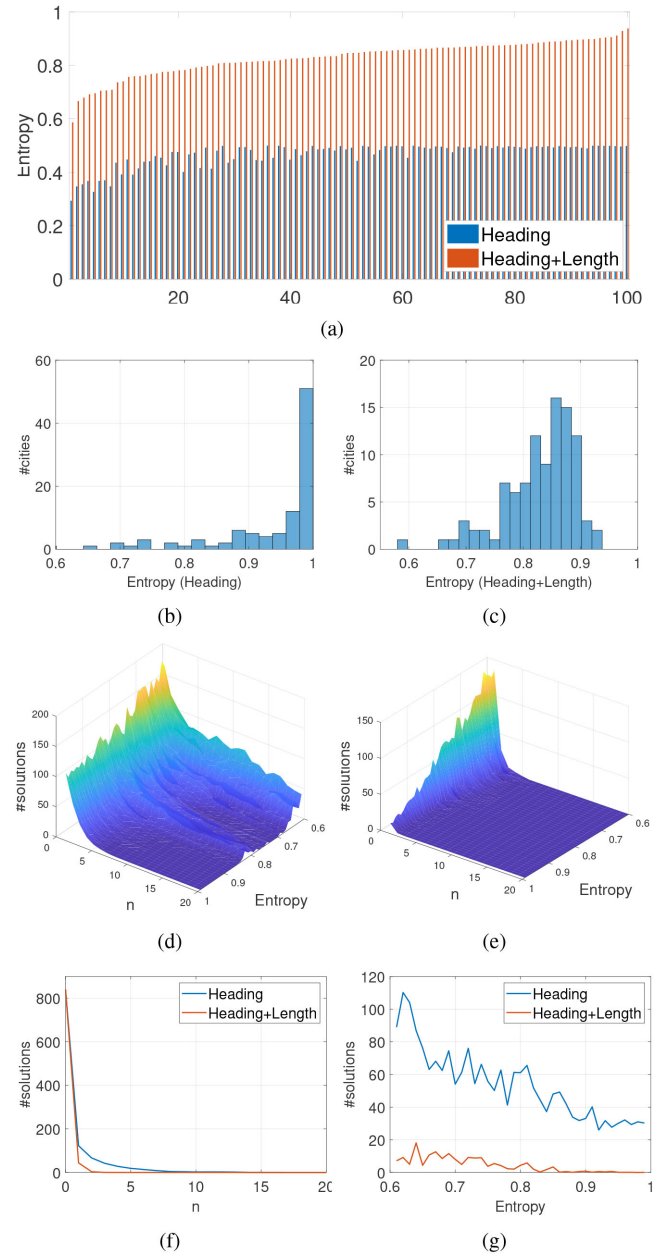 1
0.8
0.6
0.4
0.2
0
Entropy
Heading
Heading+Length
20 40 60 80 100
(a)
60
40
20
0
#cities
0.6 0.7 0.8 0.9 1
Entropy (Heading)
(b)
20
15
10
5
0
#cities
0.6 0.7 0.8 0.9 1
Entropy (Heading+Length)
(c)
200
150
100
50
0
#solutions
0 5 10 15 20
n
1 0.9 0.8 0.7 0.6
Entropy
(d)
150
100
50
0
#solutions
5 10 15 20
n
1 0.9 0.8 0.7 0.6
Entropy
(e)
800
600
400
200
0
#solutions
Heading
Heading+Length
0 5 10 15 20
n
(f)
120
100
80
60
40
20
0
#solutions
Heading
Heading+Length
0.6 0.7 0.8 0.9 1
Entropy
(g)